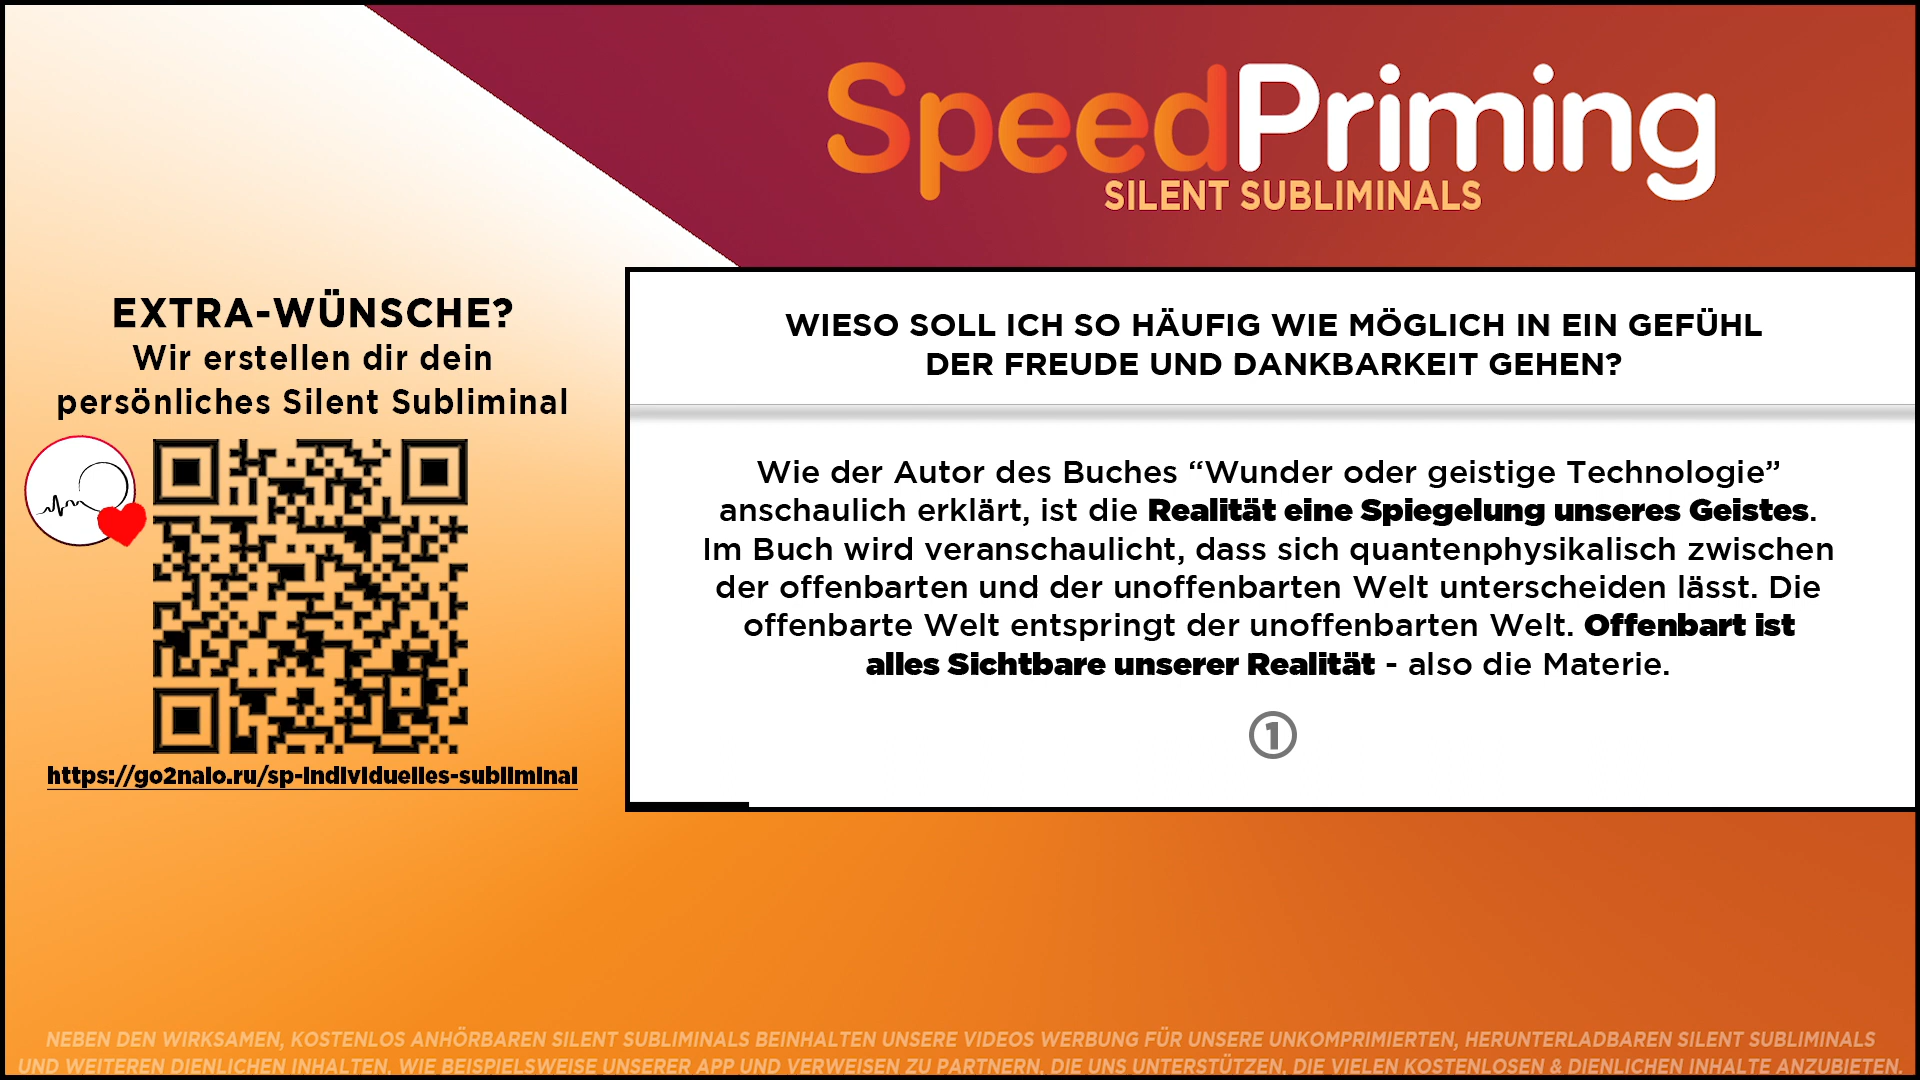 SpeedPriming
SILENT SUBLIMINALS
EXTRA-WÜNSCHE?
Wir erstellen dir dein
persönliches Silent Subliminal
https://go2nalo.ru/sp-individuelles-subliminal
WIESO SOLL ICH SO HÄUFIG WIE MÖGLICH IN EIN GEFÜHL
DER FREUDE UND DANKBARKEIT GEHEN?
Wie der Autor des Buches “Wunder oder geistige Technologie”
anschaulich erklärt, ist die Realität eine Spiegelung unseres Geistes.
Im Buch wird veranschaulicht, dass sich quantenphysikalisch zwischen
der offenbarten und der unoffenbarten Welt unterscheiden lässt. Die
offenbarte Welt entspringt der unoffenbarten Welt. Offenbart ist
alles Sichtbare unserer Realität - also die Materie.
1
NEBEN DEN WIRKSAMEN, KOSTENLOS ANHÖRBAREN SILENT SUBLIMINALS BEINHALTEN UNSERE VIDEOS WERBUNG FÜR UNSERE UNKOMPRIMIERTEN, HERUNTERLADBAREN SILENT SUBLIMINALS
UND WEITEREN DIENLICHEN INHALTEN, WIE BEISPIELSWEISE UNSERER APP UND VERWEISEN ZU PARTNERN, DIE UNS UNTERSTÜTZEN, DIE VIELEN KOSTENLOSEN & DIENLICHEN INHALTE ANZUBIETEN.